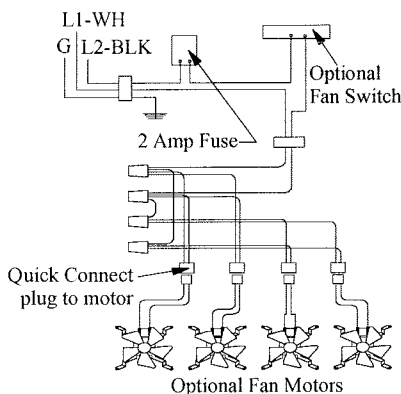 L1-WH
G L2-BLK
Optional
Fan Switch
2 Amp Fuse
Quick Connect
plug to motor
Optional Fan Motors